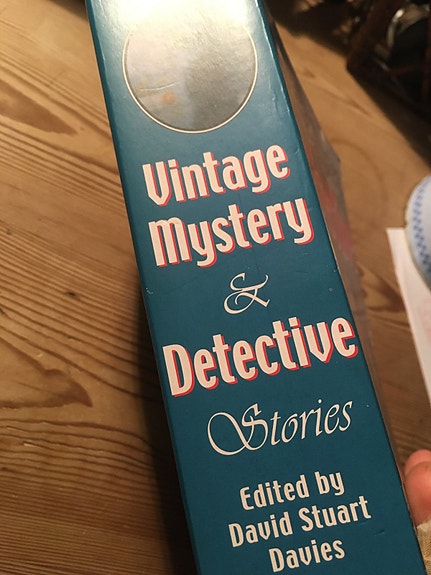 Vintage
Mystery
&
Detective
Stories
Edited by
David Stuart
Davies